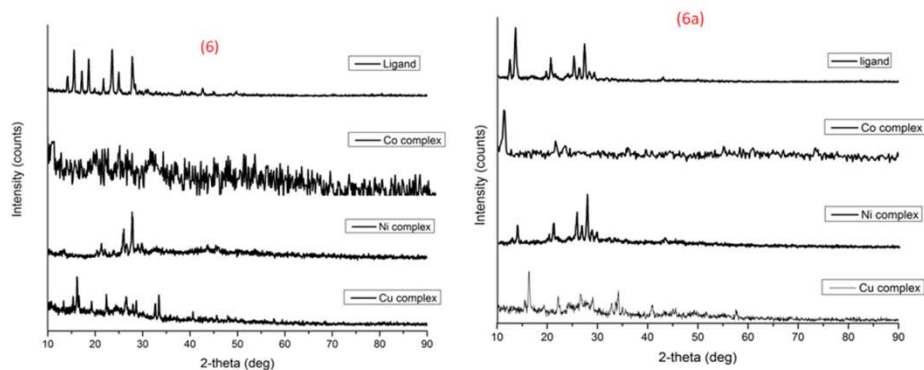 (6)
Ligand
Co complex
Ni complex
Cu complex
Intensity (counts)
10 20 30 40 50 60 70 80 90
2-theta (deg)
(6a)
ligand
Co complex
Ni complex
Cu complex
Intensity (counts)
10 20 30 40 50 60 70 80 90
2-theta (deg)